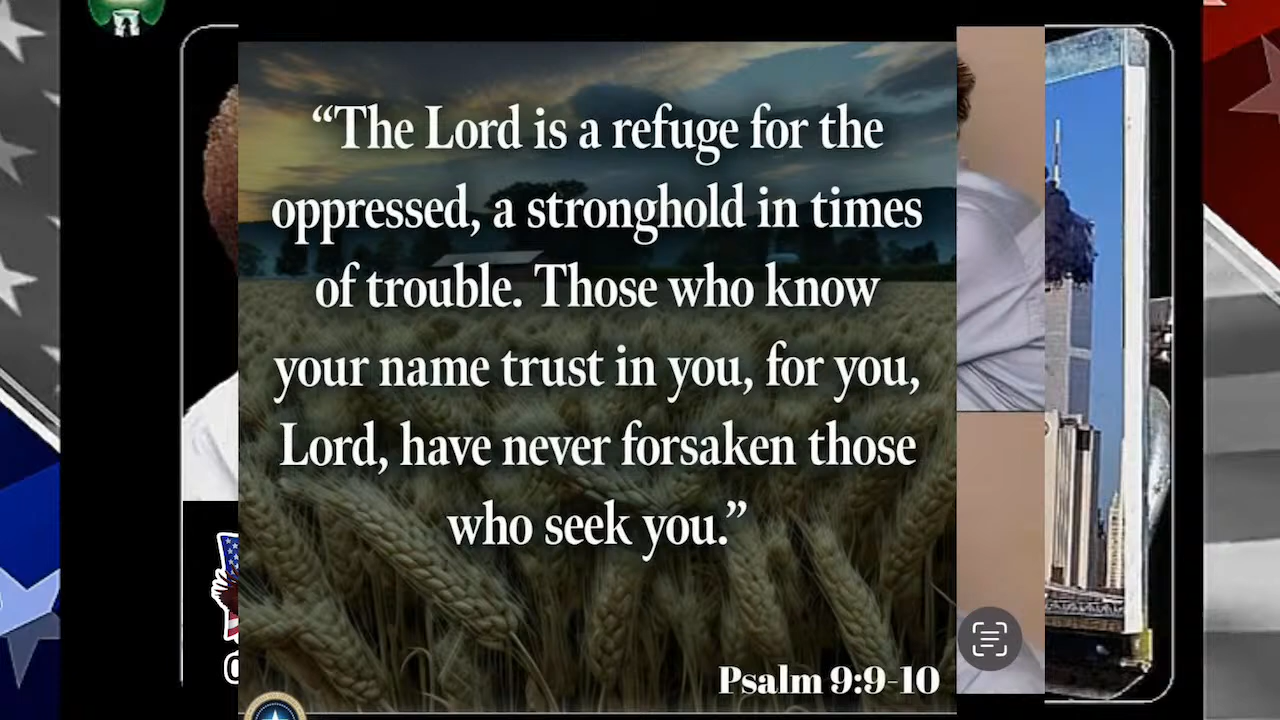 “The Lord is a refuge for the
oppressed, a stronghold in times
of trouble. Those who know
your name trust in you, for you,
Lord, have never forsaken those
who seek you.”
Psalm 9:9-10